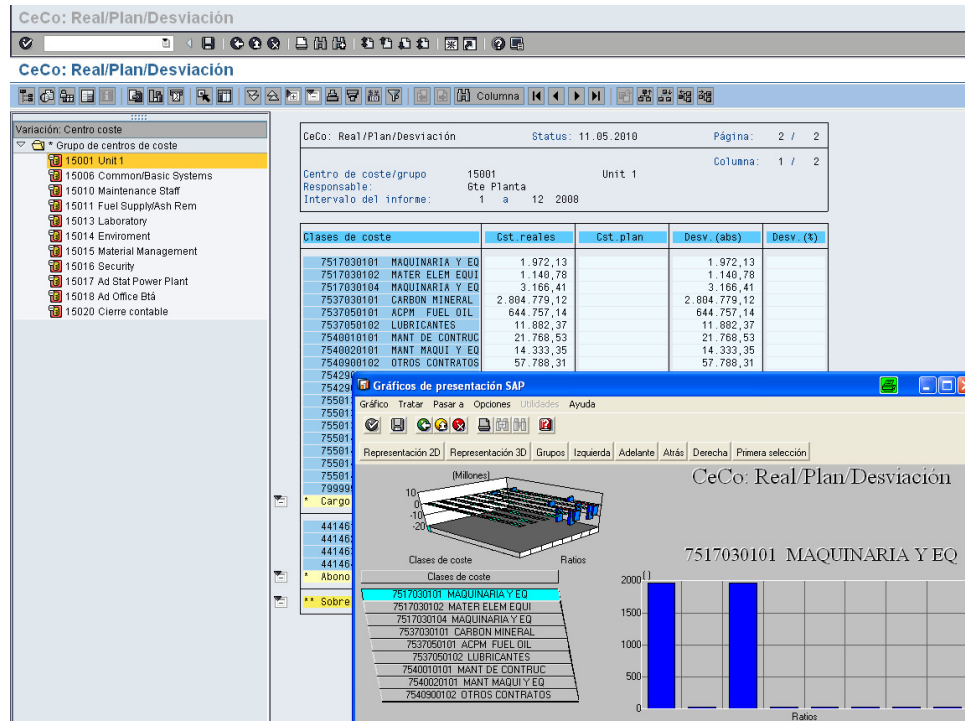 CeCo: Real/Plan/Desviación
CeCo: Real/Plan/Desviación
Columna
Variación: Centro coste
* Grupo de centros de coste
15001 Unit 1
15006 Common/Basic Systems
15010 Maintenance Staff
15011 Fuel Supply/Ash Rem
15013 Laboratory
15014 Enviroment
15015 Material Management
15016 Security
15017 Ad Stat Power Plant
15018 Ad Office Btá
15020 Cierre contable
CeCo: Real/Plan/Desviación Status: 11.05.2010 Página: 2 / 2
Columna: 1 / 2
Centro de coste/grupo 15001 Unit 1
Responsable: Gte Planta
Intervalo del informe: 1 a 12 2008
Clases de coste Cst.reales Cst.plan Desv.(abs) Desv.(%)
7517030101 MAQUINARIA Y EQ 1.972,13 1.972,13
7517030102 MATER ELEM EQUI 1.140,78 1.140,78
7517030104 MAQUINARIA Y EQ 3.166,41 3.166,41
7537030101 CARBON MINERAL 2.804.779,12 2.804.779,12
7537050101 ACPM FUEL OIL 644.757,14 644.757,14
7537050102 LUBRICANTES 11.882,37 11.882,37
7540010101 MANT DE CONTRUC 21.768,53 21.768,53
7540020101 MANT MAQUI Y EQ 14.333,35 14.333,35
7540900102 OTROS CONTRATOS 57.788,31 57.788,31
* Cargo
* Abono
** Sobre
Gráficos de presentación SAP
Gráfico Tratar Pasar a Opciones Utilidades Ayuda
Representación 2D Representación 3D Grupos Izquierda Adelante Atrás Derecha Primera selección
CeCo: Real/Plan/Desviación
(Millones)
10
0
-10
-20
Clases de coste Ratios
Clases de coste
7517030101 MAQUINARIA Y EQ
7517030102 MATER ELEM EQUI
7517030104 MAQUINARIA Y EQ
7537030101 CARBON MINERAL
7537050101 ACPM FUEL OIL
7537050102 LUBRICANTES
7540010101 MANT DE CONTRUC
7540020101 MANT MAQUI Y EQ
7540900102 OTROS CONTRATOS
7517030101 MAQUINARIA Y EQ
2000 ( )
1500
1000
500
0
Ratios